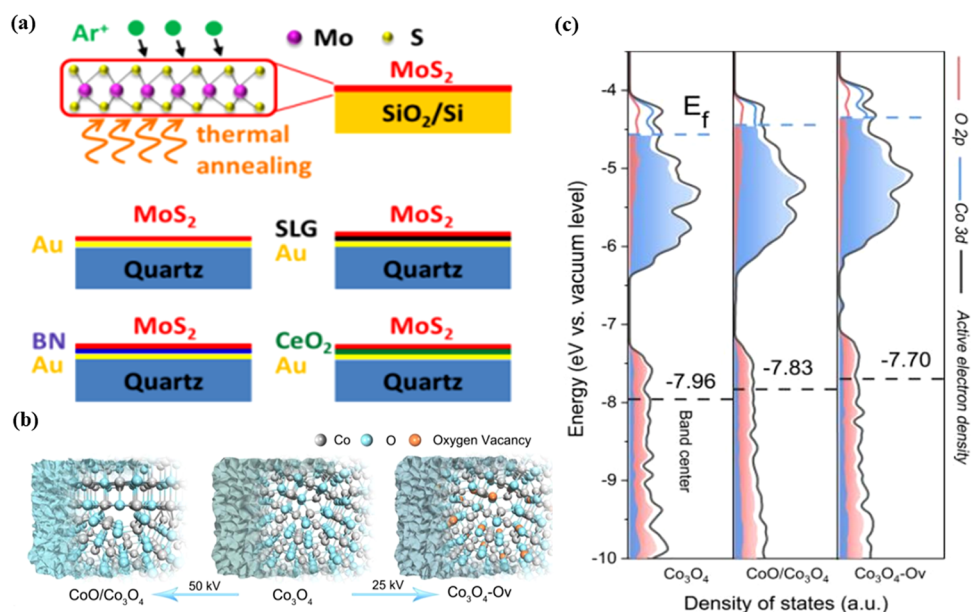 (a)
Ar⁺
Mo
S
thermal
annealing
MoS₂
SiO₂/Si
MoS₂
Au
Quartz
MoS₂
SLG
Au
Quartz
MoS₂
BN
Au
Quartz
MoS₂
CeO₂
Au
Quartz
(b)
Co
O
Oxygen Vacancy
CoO/Co₃O₄
50 kV
Co₃O₄
25 kV
Co₃O₄-Ov
(c)
-4
-5
-6
-7
-8
-9
-10
Energy (eV vs. vacuum level)
E_f
-7.96
-7.83
-7.70
Band center
Co₃O₄
CoO/Co₃O₄
Co₃O₄-Ov
Density of states (a.u.)
O 2p
Co 3d
Active electron density